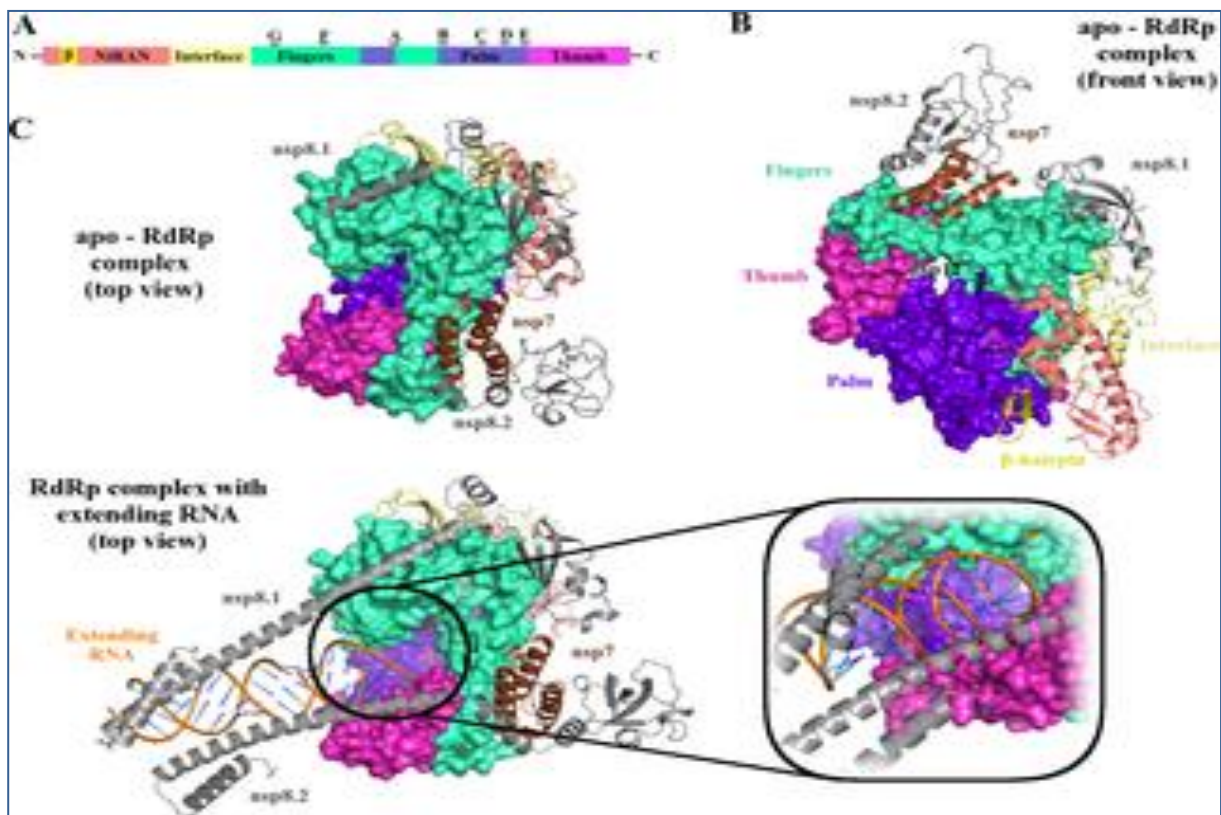 A
G F A B C D E
N β NiRAN Interface Fingers Palm Thumb C
B
apo - RdRp
complex
(front view)
nsp8.2
nsp7
nsp8.1
Fingers
Thumb
Palm
Interface
β-hairpin
C
nsp8.1
apo - RdRp
complex
(top view)
nsp7
nsp8.2
RdRp complex with
extending RNA
(top view)
nsp8.1
Extending
RNA
nsp7
nsp8.2